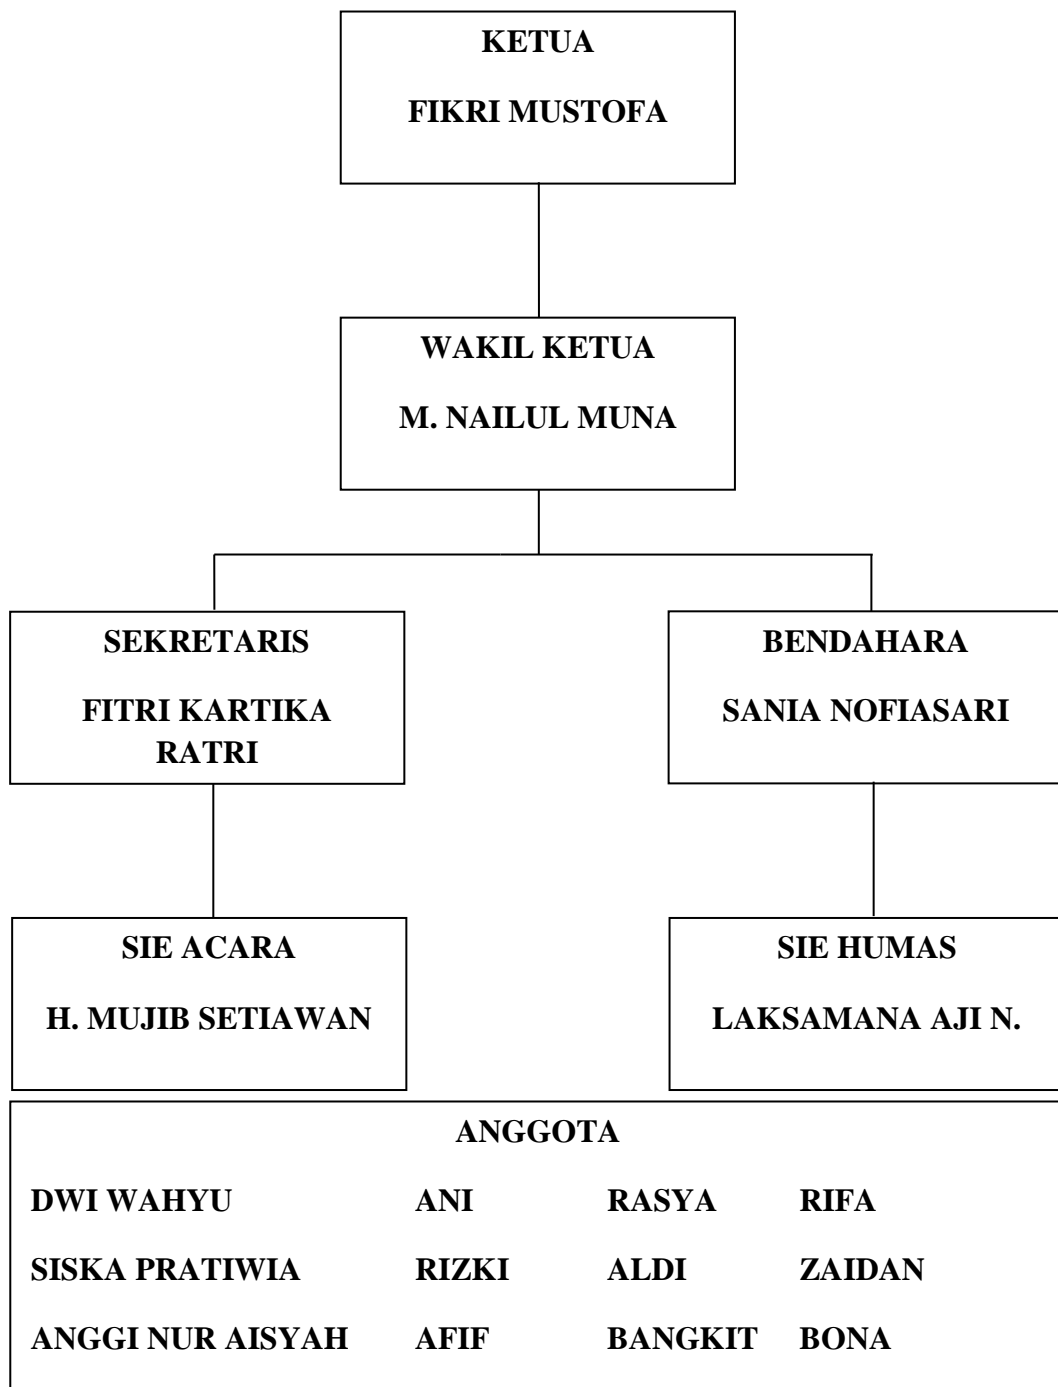 KETUA
FIKRI MUSTOFA
WAKIL KETUA
M. NAILUL MUNA
SEKRETARIS
FITRI KARTIKA
RATRI
BENDAHARA
SANIA NOFIASARI
SIE ACARA
H. MUJIB SETIAWAN
SIE HUMAS
LAKSAMANA AJI N.
ANGGOTA
DWI WAHYU ANI RASYA RIFA
SISKA PRATIWIA RIZKI ALDI ZAIDAN
ANGGI NUR AISYAH AFIF BANGKIT BONA